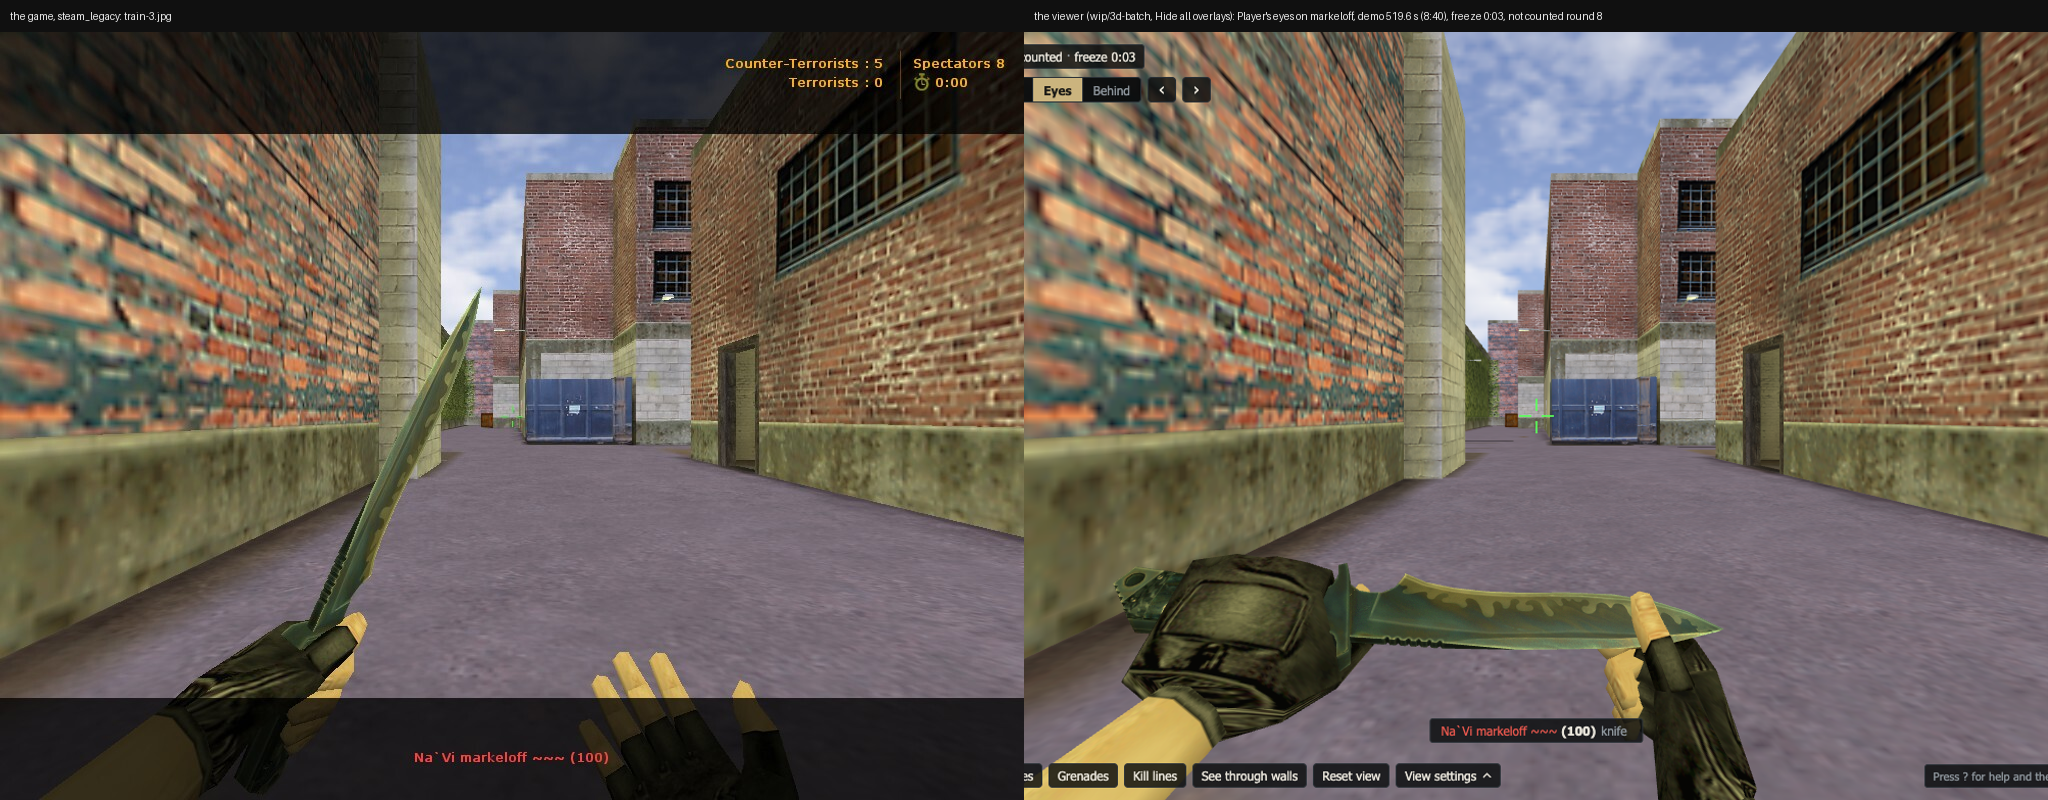 the game, steam_legacy: train-3.jpg
the viewer (wip/3d-batch, Hide all overlays): Player's eyes on markeloff, demo 519.6 s (8:40), freeze 0:03, not counted round 8
Counter-Terrorists : 5
Spectators 8
Terrorists : 0
0:00
ounted · freeze 0:03
Eyes
Behind
‹
›
Na`Vi markeloff ~~~ (100)
Na`Vi markeloff ~~~ (100) knife
es
Grenades
Kill lines
See through walls
Reset view
View settings
Press ? for help and the